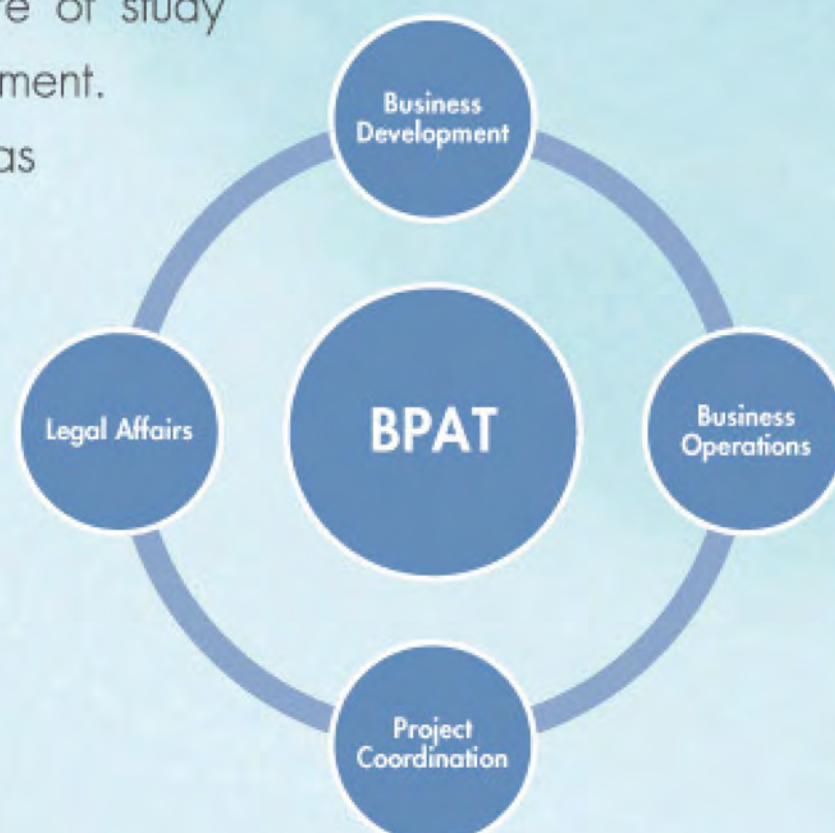 of study
ment.
as
Business
Development
Legal Affairs
BPAT
Business
Operations
Project
Coordination